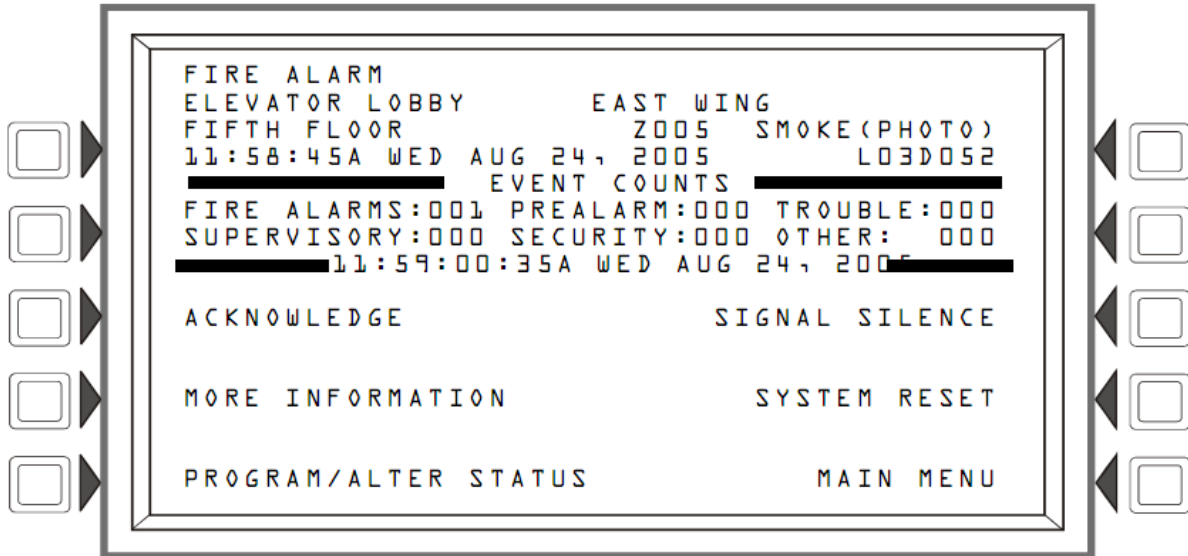 FIRE ALARM
ELEVATOR LOBBY EAST WING
FIFTH FLOOR Z005 SMOKE(PHOTO)
11:58:45A WED AUG 24, 2005 L03D052
EVENT COUNTS
FIRE ALARMS:001 PREALARM:000 TROUBLE:000
SUPERVISORY:000 SECURITY:000 OTHER: 000
11:59:00:35A WED AUG 24, 2005
ACKNOWLEDGE SIGNAL SILENCE
MORE INFORMATION SYSTEM RESET
PROGRAM/ALTER STATUS MAIN MENU